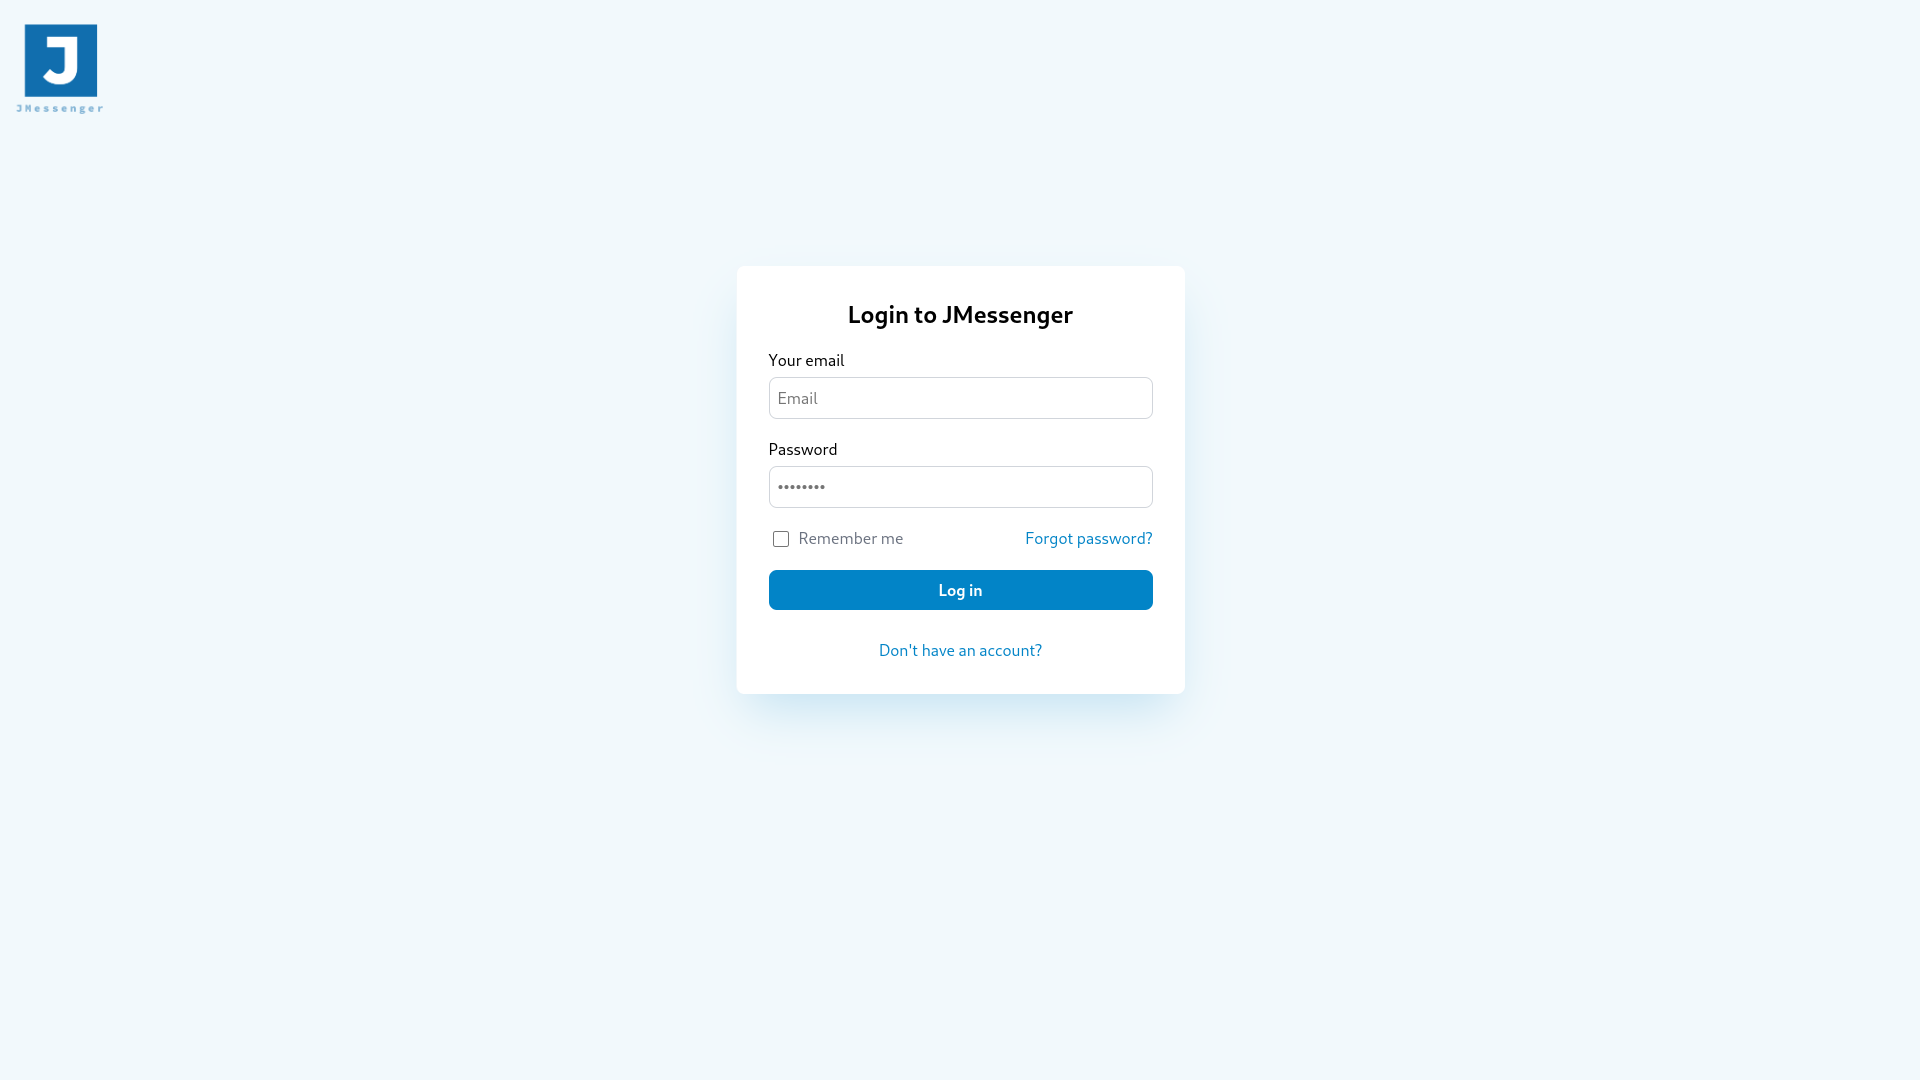 J
JMessenger
Login to JMessenger
Your email
Email
Password
••••••••
Remember me
Forgot password?
Log in
Don't have an account?